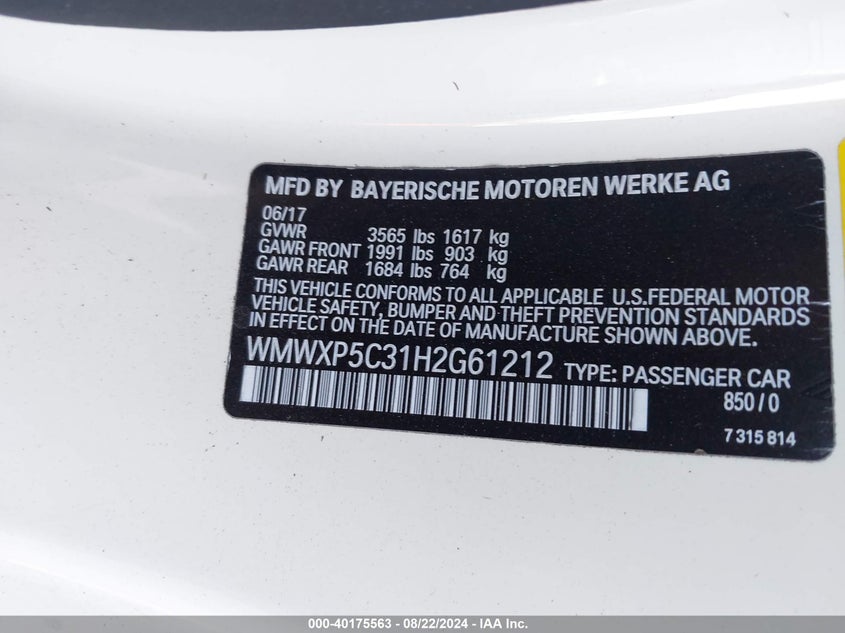 MFD BY BAYERISCHE MOTOREN WERKE AG
06/17
GVWR 3565 lbs 1617 kg
GAWR FRONT 1991 lbs 903 kg
GAWR REAR 1684 lbs 764 kg
THIS VEHICLE CONFORMS TO ALL APPLICABLE U.S.FEDERAL MOTOR
VEHICLE SAFETY, BUMPER AND THEFT PREVENTION STANDARDS
IN EFFECT ON THE DATE OF MANUFACTURE SHOWN ABOVE.
WMWXP5C31H2G61212 TYPE: PASSENGER CAR
850/0
7 315 814
000-40175563 - 08/22/2024 - IAA Inc.